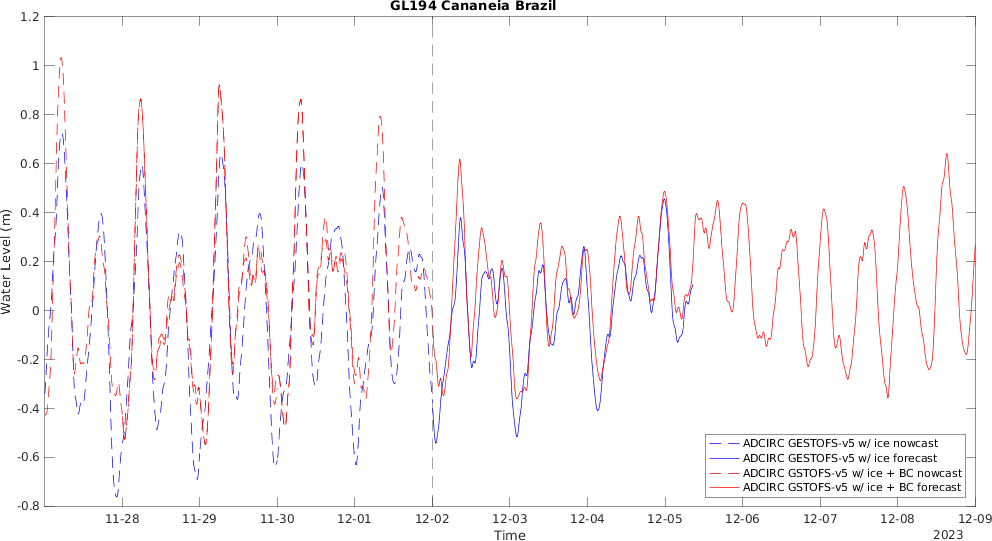 GL194 Cananeia Brazil
1.2
1
0.8
0.6
0.4
0.2
0
-0.2
-0.4
-0.6
-0.8
Water Level (m)
ADCIRC GESTOFS-v5 w/ ice nowcast
ADCIRC GESTOFS-v5 w/ ice forecast
ADCIRC GSTOFS-v5 w/ ice + BC nowcast
ADCIRC GSTOFS-v5 w/ ice + BC forecast
11-28 11-29 11-30 12-01 12-02 12-03 12-04 12-05 12-06 12-07 12-08 12-09
Time
2023